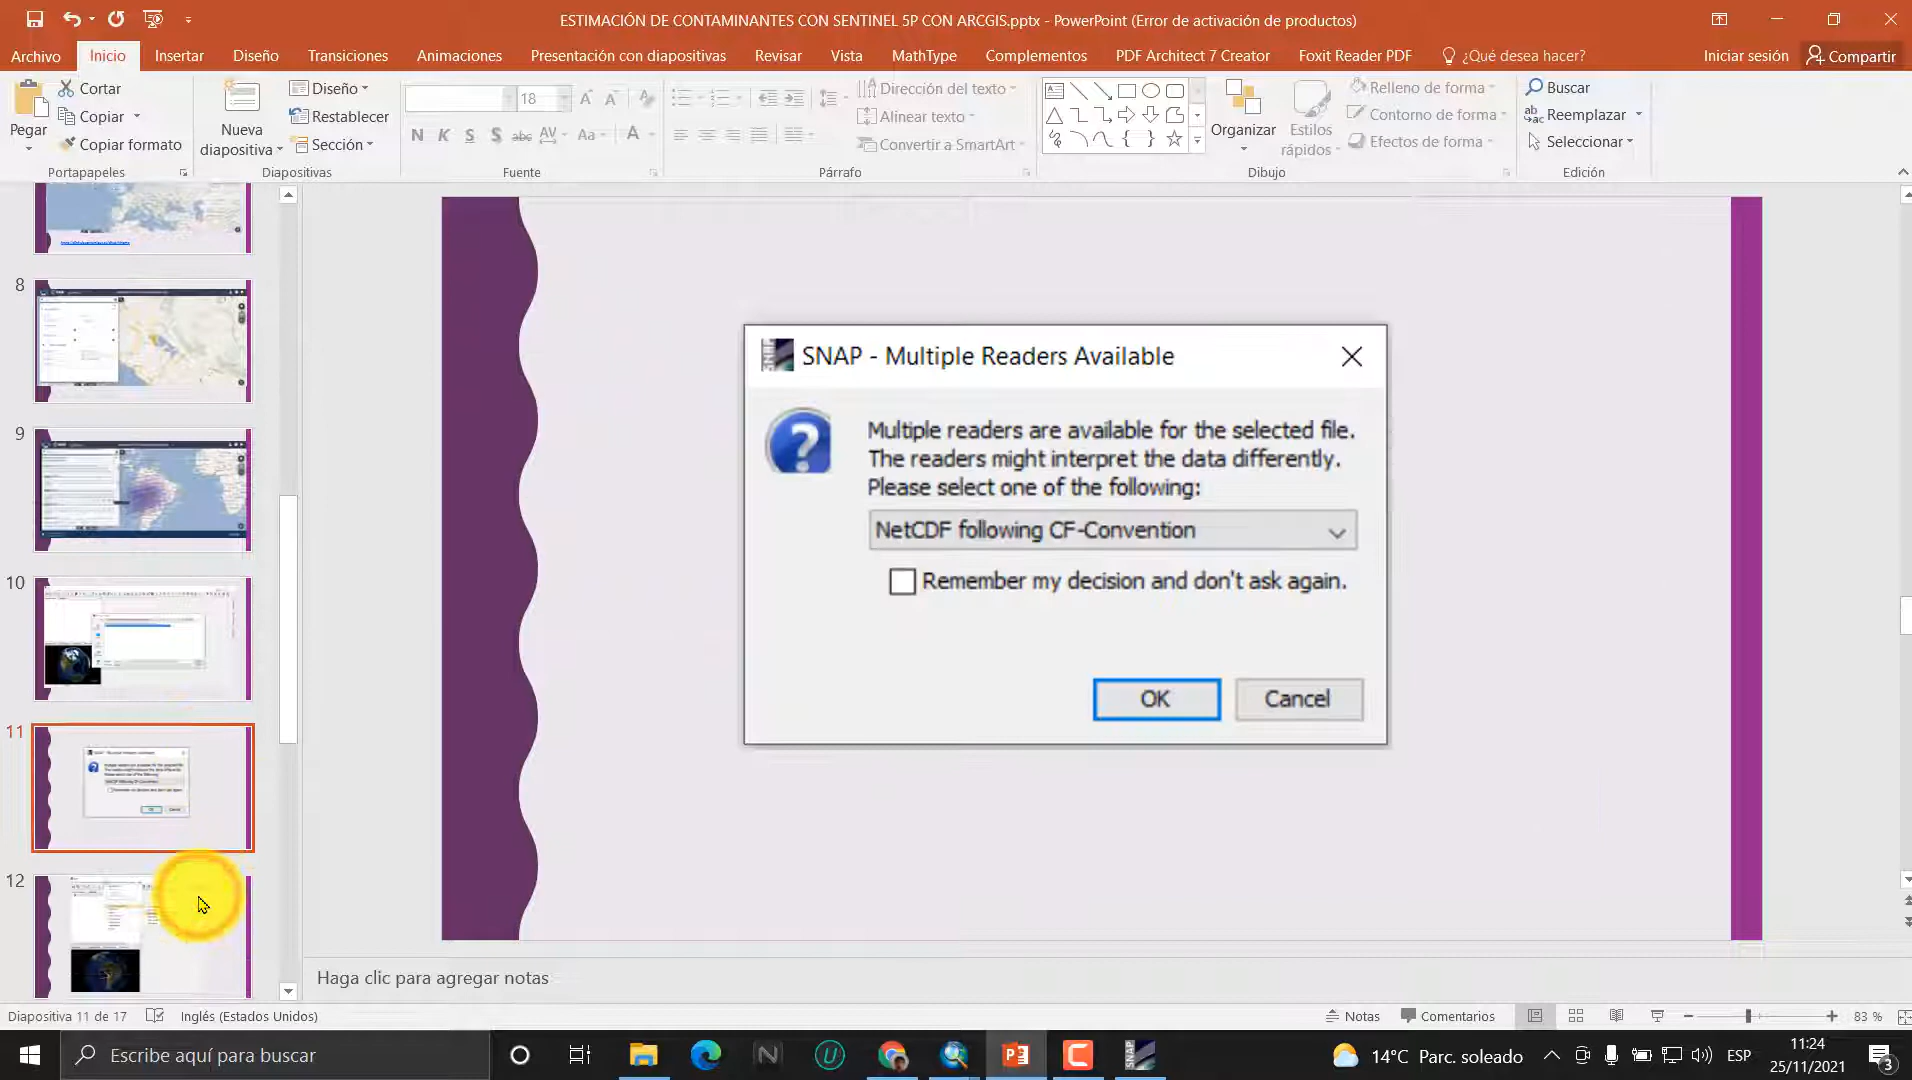 ESTIMACIÓN DE CONTAMINANTES CON SENTINEL 5P CON ARCGIS.pptx - PowerPoint (Error de activación de productos)
Archivo Inicio Insertar Diseño Transiciones Animaciones Presentación con diapositivas Revisar Vista MathType Complementos PDF Architect 7 Creator Foxit Reader PDF ¿Qué desea hacer? Iniciar sesión Compartir
Pegar
Cortar
Copiar
Copiar formato
Portapapeles
Nueva
diapositiva
Diseño
Restablecer
Sección
Diapositivas
18
N K S S abc AV Aa A
Fuente
Dirección del texto
Alinear texto
Convertir a SmartArt
Párrafo
Organizar
Estilos
rápidos
Relleno de forma
Contorno de forma
Efectos de forma
Dibujo
Buscar
Reemplazar
Seleccionar
Edición
8
9
10
11
12
SNAP - Multiple Readers Available
Multiple readers are available for the selected file.
The readers might interpret the data differently.
Please select one of the following:
NetCDF following CF-Convention
Remember my decision and don't ask again.
OK Cancel
Haga clic para agregar notas
Diapositiva 11 de 17 Inglés (Estados Unidos) Notas Comentarios 83 %
Escribe aquí para buscar
14°C Parc. soleado
ESP
11:24
25/11/2021
3